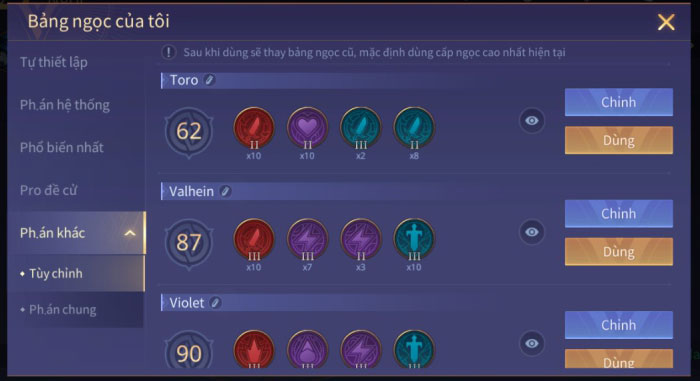 Bảng ngọc của tôi
Tự thiết lập
Ph.án hệ thống
Phổ biến nhất
Pro đề cử
Ph.án khác
Tùy chỉnh
Ph.án chung
Sau khi dùng sẽ thay bảng ngọc cũ, mặc định dùng cấp ngọc cao nhất hiện tại
Toro
62
II II III II
x10 x10 x2 x8
Chỉnh
Dùng
Valhein
87
III III II III
x10 x7 x3 x10
Chỉnh
Dùng
Violet
90
III III III III
Chỉnh
Dùng